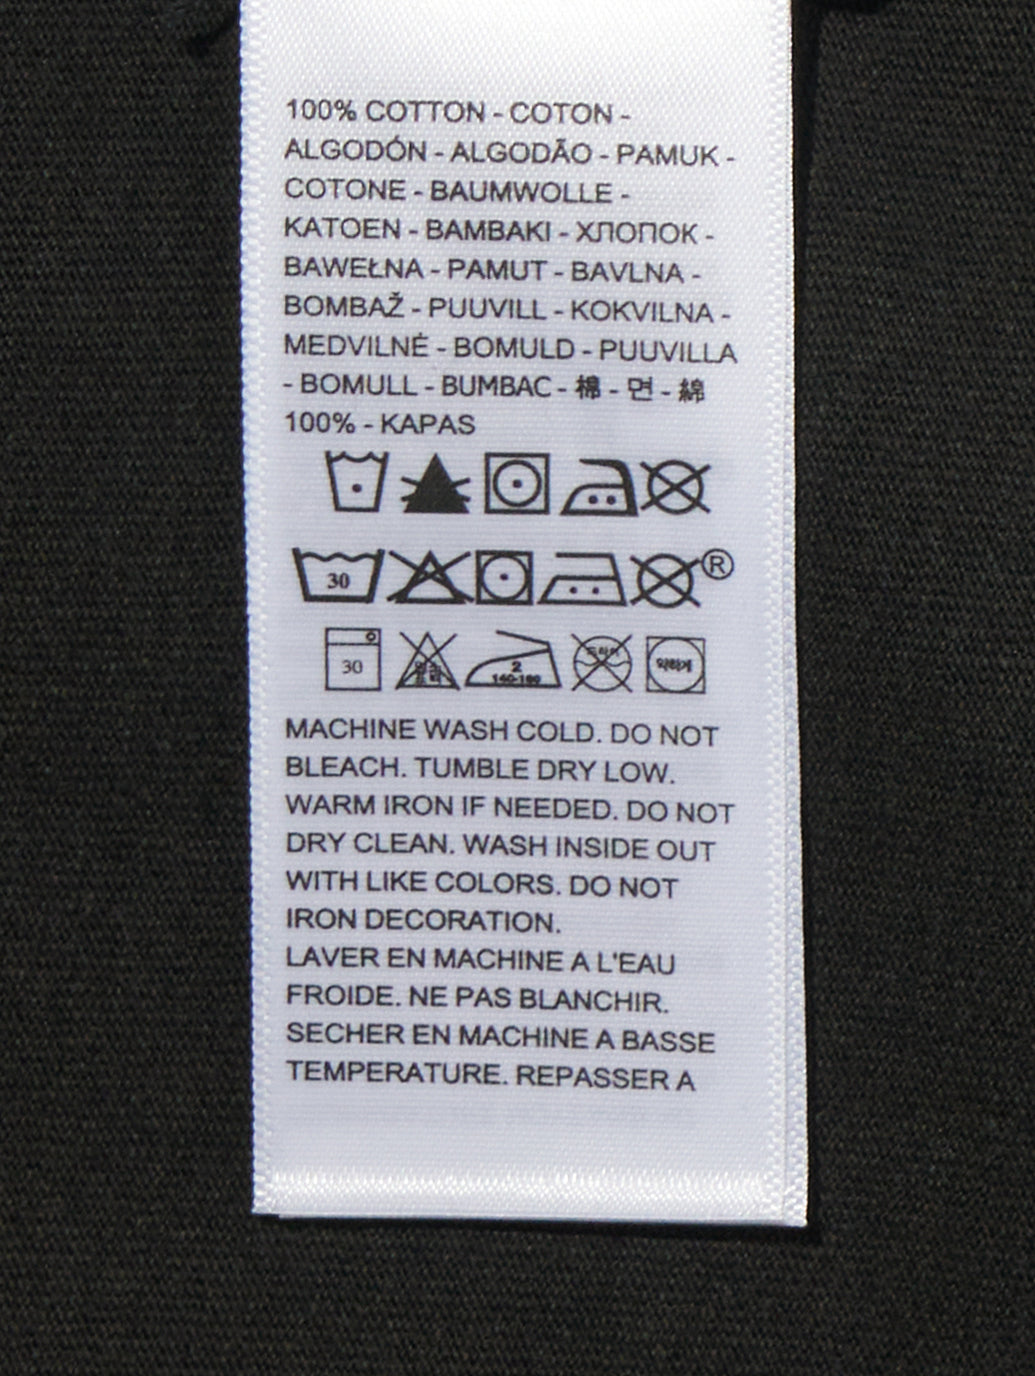 100% COTTON - COTON -
ALGODÓN - ALGODÃO - PAMUK -
COTONE - BAUMWOLLE -
KATOEN - BAMBAKI - ХЛОПОК -
BAWEŁNA - PAMUT - BAVLNA -
BOMBAŽ - PUUVILL - KOKVILNA -
MEDVILNĖ - BOMULD - PUUVILLA
- BOMULL - BUMBAC - 棉 - 면 - 綿
100% - KAPAS
30
®
30
2
140-160
약하게
MACHINE WASH COLD. DO NOT
BLEACH. TUMBLE DRY LOW.
WARM IRON IF NEEDED. DO NOT
DRY CLEAN. WASH INSIDE OUT
WITH LIKE COLORS. DO NOT
IRON DECORATION.
LAVER EN MACHINE A L'EAU
FROIDE. NE PAS BLANCHIR.
SECHER EN MACHINE A BASSE
TEMPERATURE. REPASSER A